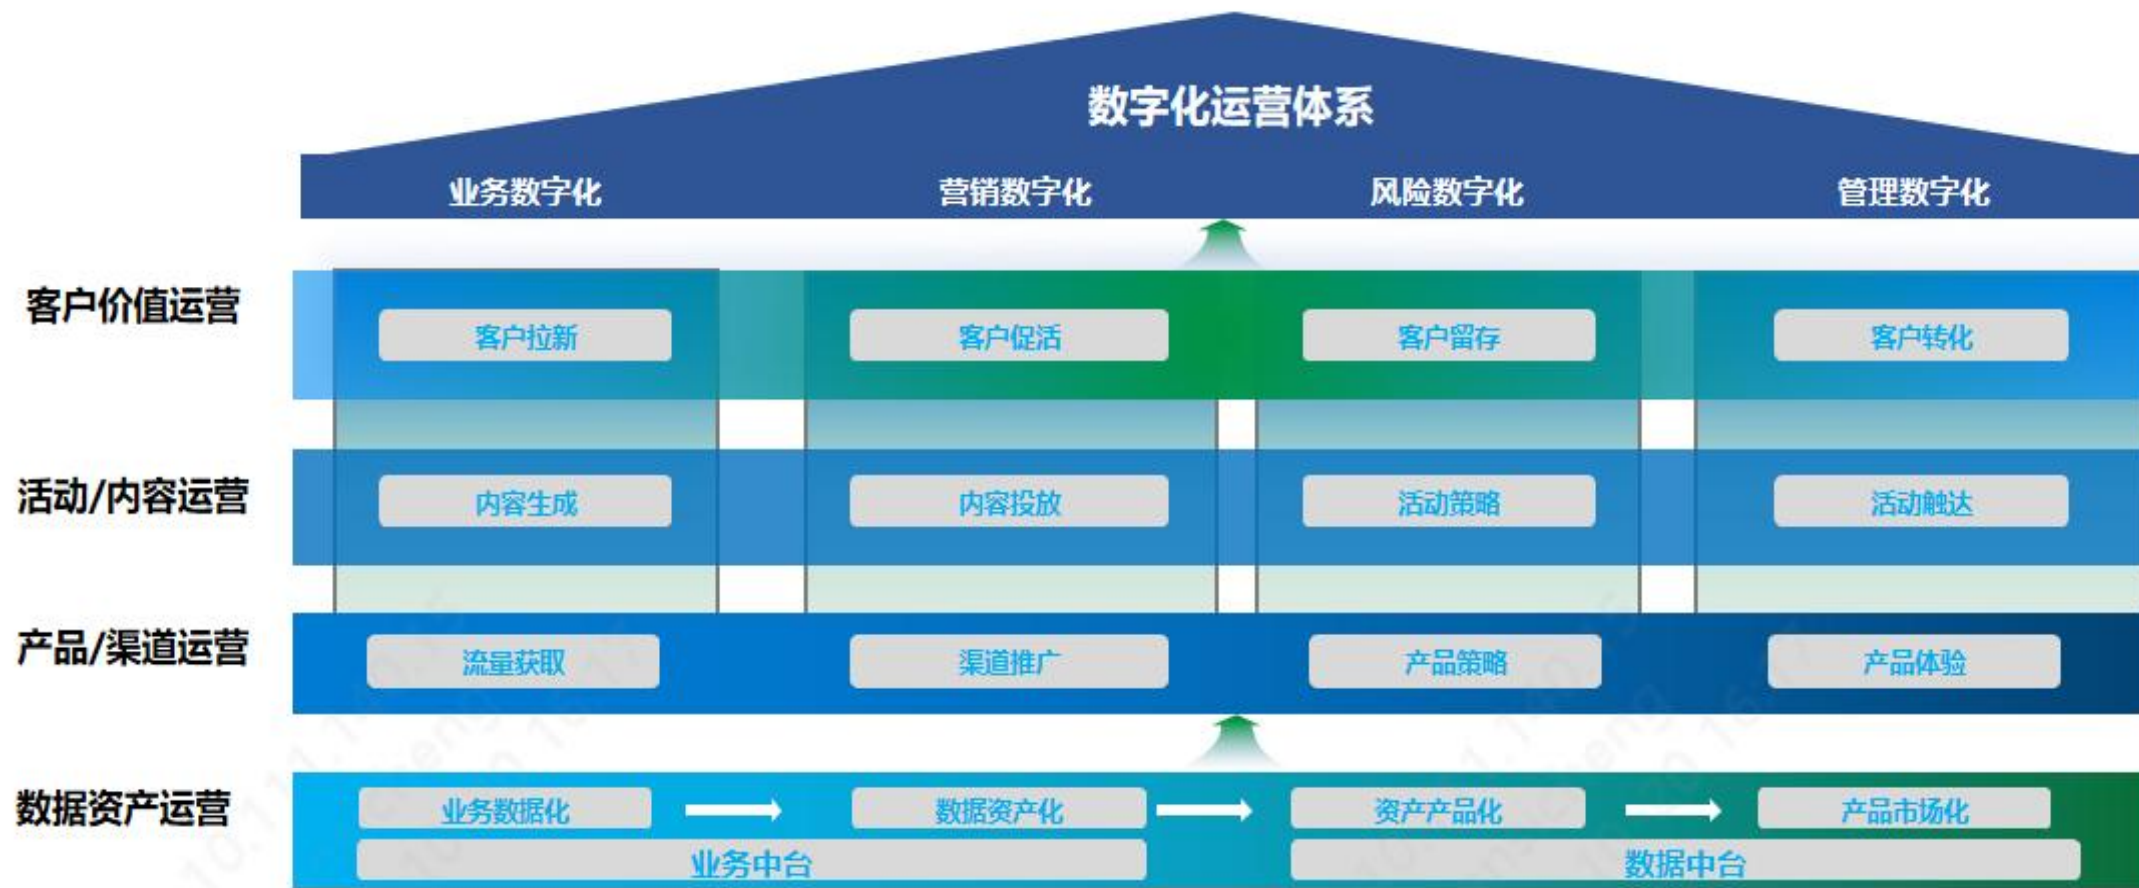 数字化运营体系
业务数字化 营销数字化 风险数字化 管理数字化
客户价值运营 客户拉新 客户促活 客户留存 客户转化
活动/内容运营 内容生成 内容投放 活动策略 活动触达
产品/渠道运营 流量获取 渠道推广 产品策略 产品体验
数据资产运营 业务数据化 数据资产化 资产产品化 产品市场化
业务中台 数据中台